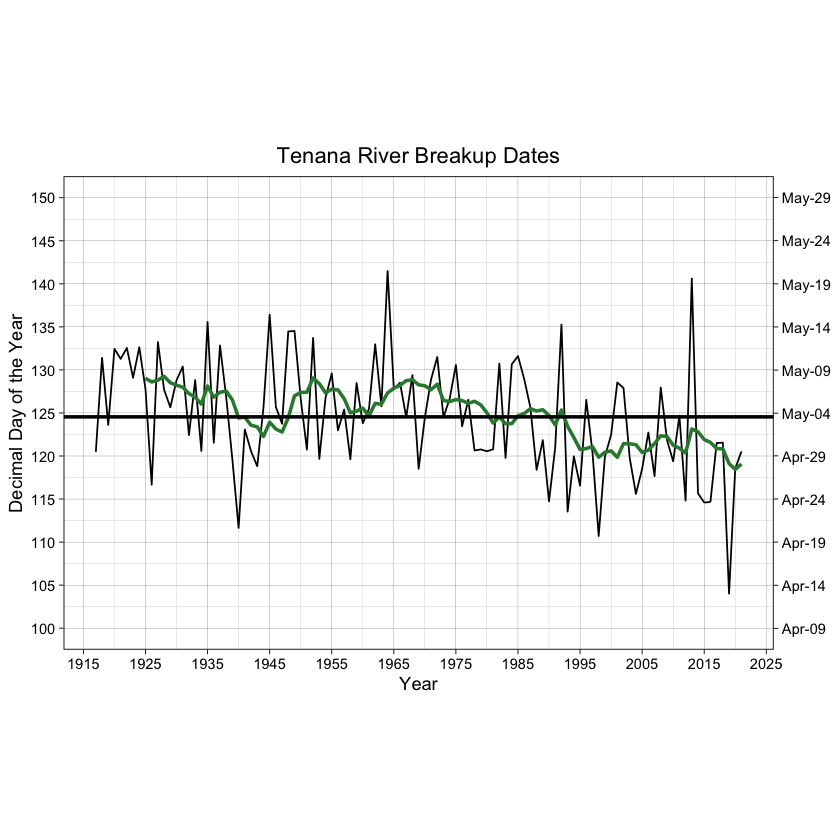 Tenana River Breakup Dates
Decimal Day of the Year
150 May-29
145 May-24
140 May-19
135 May-14
130 May-09
125 May-04
120 Apr-29
115 Apr-24
110 Apr-19
105 Apr-14
100 Apr-09
1915 1925 1935 1945 1955 1965 1975 1985 1995 2005 2015 2025
Year